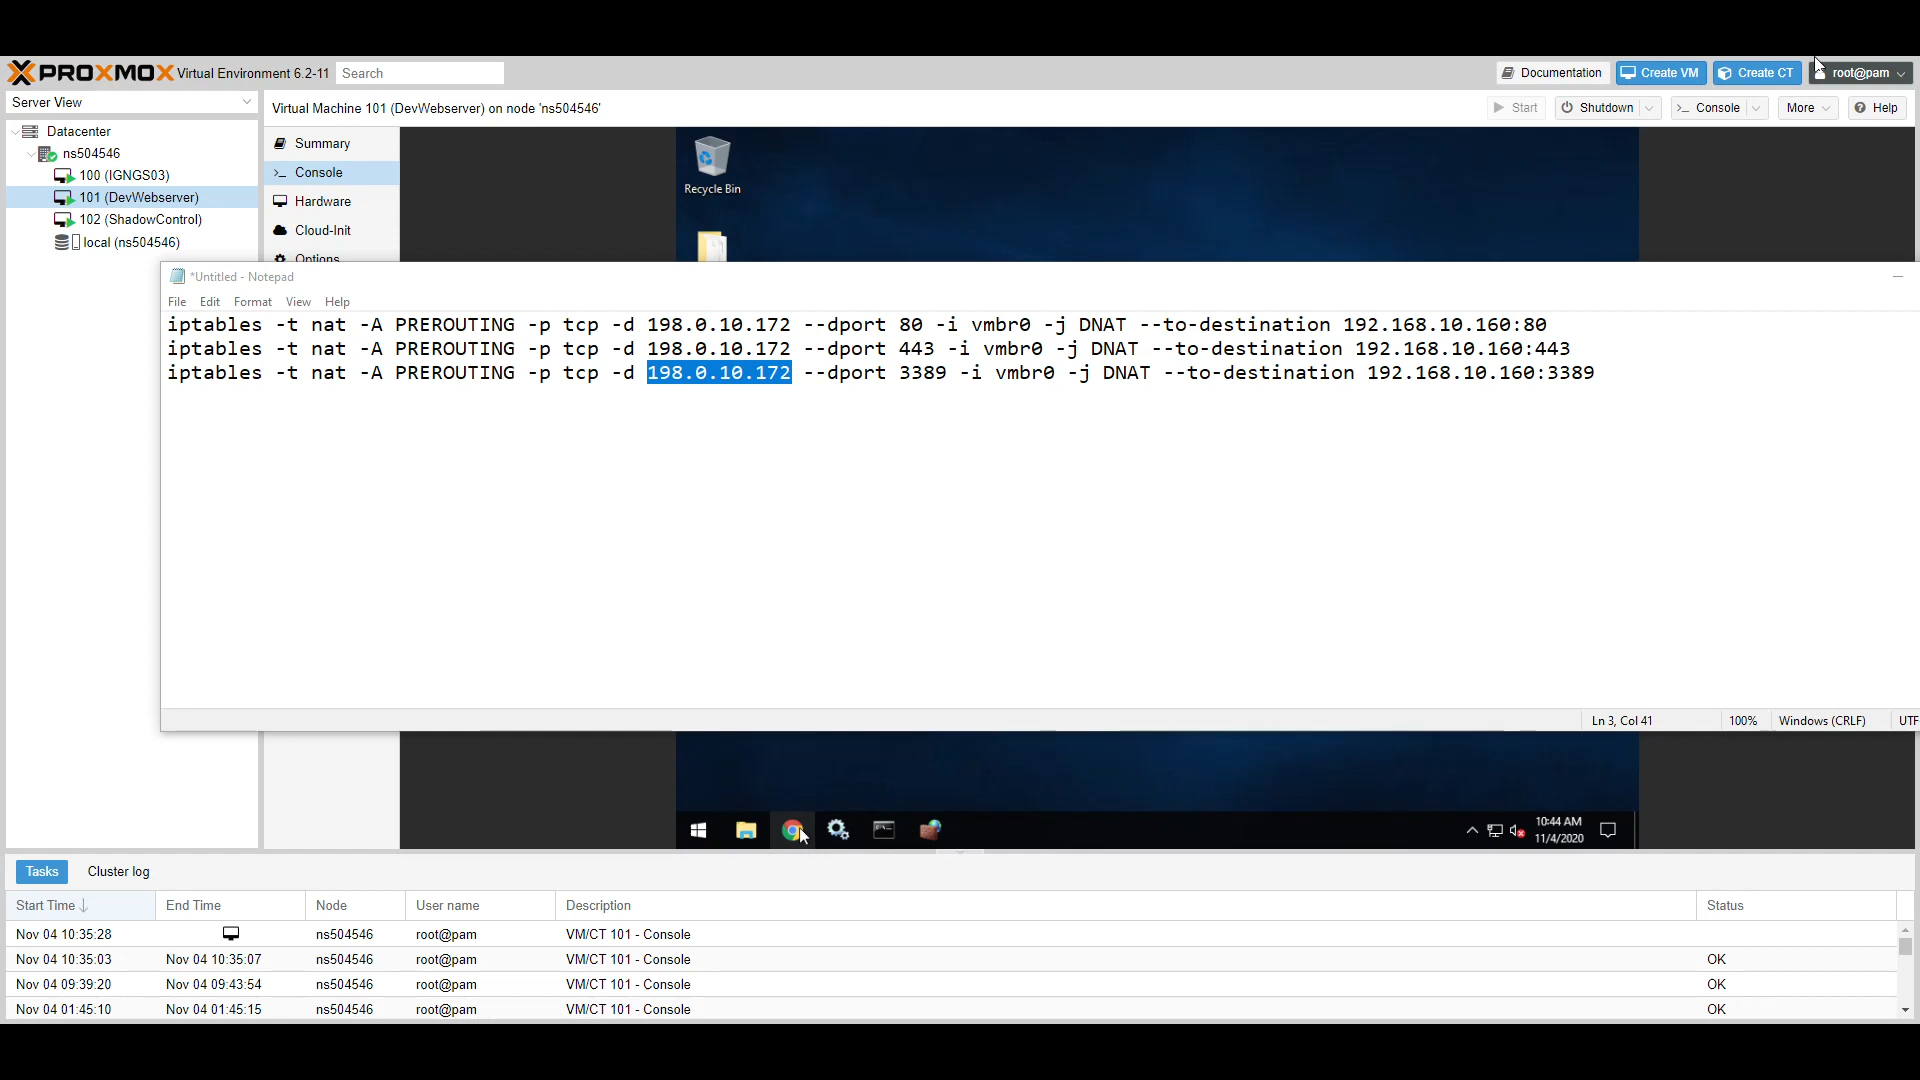 PROXMOX Virtual Environment 6.2-11 Search Documentation Create VM Create CT root@pam
Server View
Virtual Machine 101 (DevWebserver) on node 'ns504546' Start Shutdown Console More Help
Datacenter
ns504546
100 (IGNGS03)
101 (DevWebserver)
102 (ShadowControl)
local (ns504546)
Summary
Console
Hardware
Cloud-Init
Options
Recycle Bin
*Untitled - Notepad
File Edit Format View Help
iptables -t nat -A PREROUTING -p tcp -d 198.0.10.172 --dport 80 -i vmbr0 -j DNAT --to-destination 192.168.10.160:80
iptables -t nat -A PREROUTING -p tcp -d 198.0.10.172 --dport 443 -i vmbr0 -j DNAT --to-destination 192.168.10.160:443
iptables -t nat -A PREROUTING -p tcp -d 198.0.10.172 --dport 3389 -i vmbr0 -j DNAT --to-destination 192.168.10.160:3389
Ln 3, Col 41 100% Windows (CRLF) UTF
10:44 AM
11/4/2020
Tasks Cluster log
Start Time End Time Node User name Description Status
Nov 04 10:35:28 ns504546 root@pam VM/CT 101 - Console
Nov 04 10:35:03 Nov 04 10:35:07 ns504546 root@pam VM/CT 101 - Console OK
Nov 04 09:39:20 Nov 04 09:43:54 ns504546 root@pam VM/CT 101 - Console OK
Nov 04 01:45:10 Nov 04 01:45:15 ns504546 root@pam VM/CT 101 - Console OK